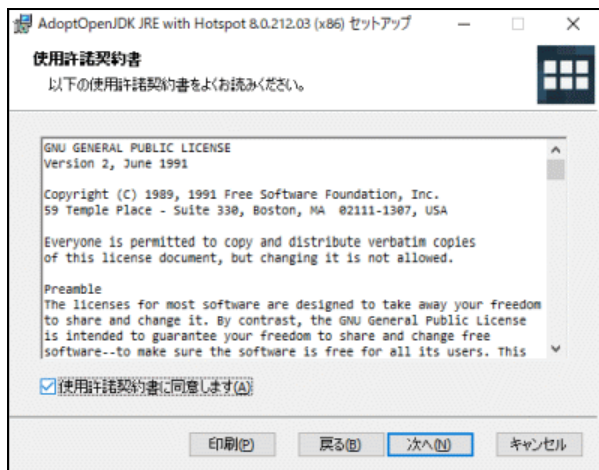 AdoptOpenJDK JRE with Hotspot 8.0.212.03 (x86) セットアップ
使用許諾契約書
以下の使用許諾契約書をよくお読みください。
GNU GENERAL PUBLIC LICENSE
Version 2, June 1991
Copyright (C) 1989, 1991 Free Software Foundation, Inc.
59 Temple Place - Suite 330, Boston, MA  02111-1307, USA
Everyone is permitted to copy and distribute verbatim copies
of this license document, but changing it is not allowed.
Preamble
The licenses for most software are designed to take away your freedom
to share and change it. By contrast, the GNU General Public License
is intended to guarantee your freedom to share and change free
software--to make sure the software is free for all its users. This
使用許諾契約書に同意します(A)
印刷(P) 戻る(B) 次へ(N) キャンセル